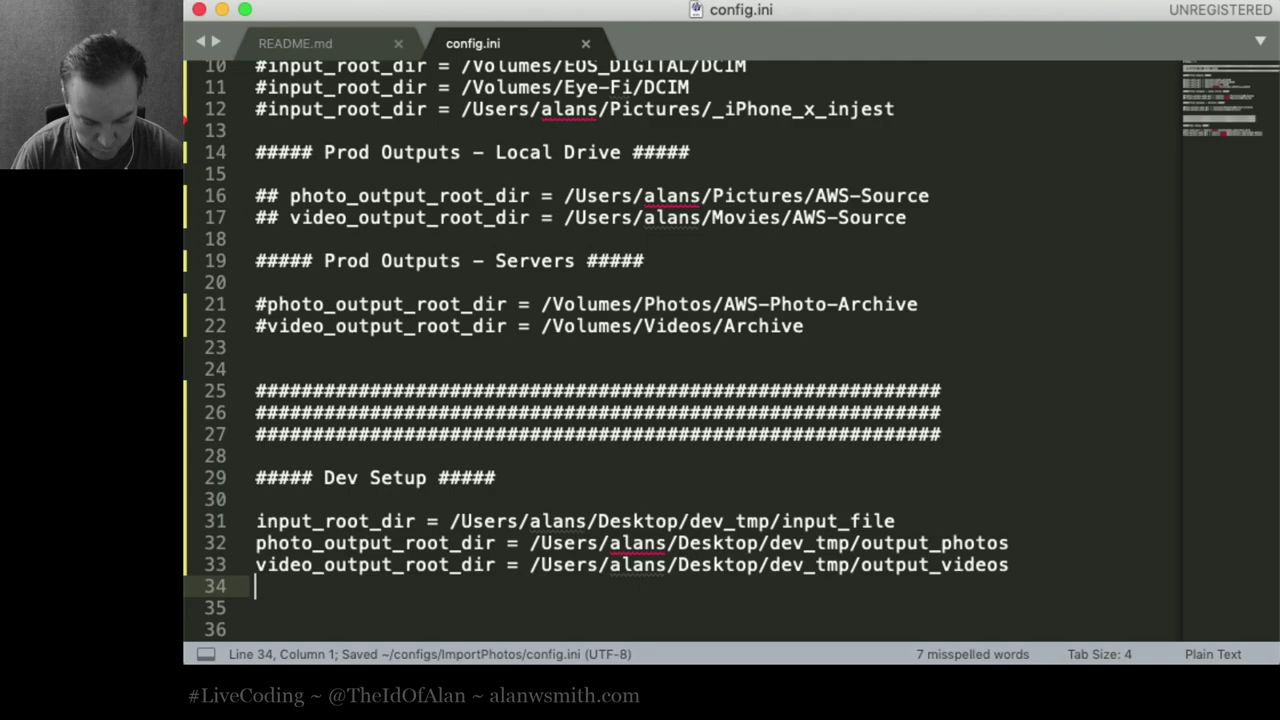 config.ini
UNREGISTERED
README.md
config.ini
10 #input_root_dir = /Volumes/EOS_DIGITAL/DCIM
11 #input_root_dir = /Volumes/Eye-Fi/DCIM
12 #input_root_dir = /Users/alans/Pictures/_iPhone_x_injest
13
14 ##### Prod Outputs - Local Drive #####
15
16 ## photo_output_root_dir = /Users/alans/Pictures/AWS-Source
17 ## video_output_root_dir = /Users/alans/Movies/AWS-Source
18
19 ##### Prod Outputs - Servers #####
20
21 #photo_output_root_dir = /Volumes/Photos/AWS-Photo-Archive
22 #video_output_root_dir = /Volumes/Videos/Archive
23
24
25 ############################################################
26 ############################################################
27 ############################################################
28
29 ##### Dev Setup #####
30
31 input_root_dir = /Users/alans/Desktop/dev_tmp/input_file
32 photo_output_root_dir = /Users/alans/Desktop/dev_tmp/output_photos
33 video_output_root_dir = /Users/alans/Desktop/dev_tmp/output_videos
34
35
36
Line 34, Column 1; Saved ~/configs/ImportPhotos/config.ini (UTF-8) 7 misspelled words Tab Size: 4 Plain Text
#LiveCoding ~ @TheIdOfAlan ~ alanwsmith.com